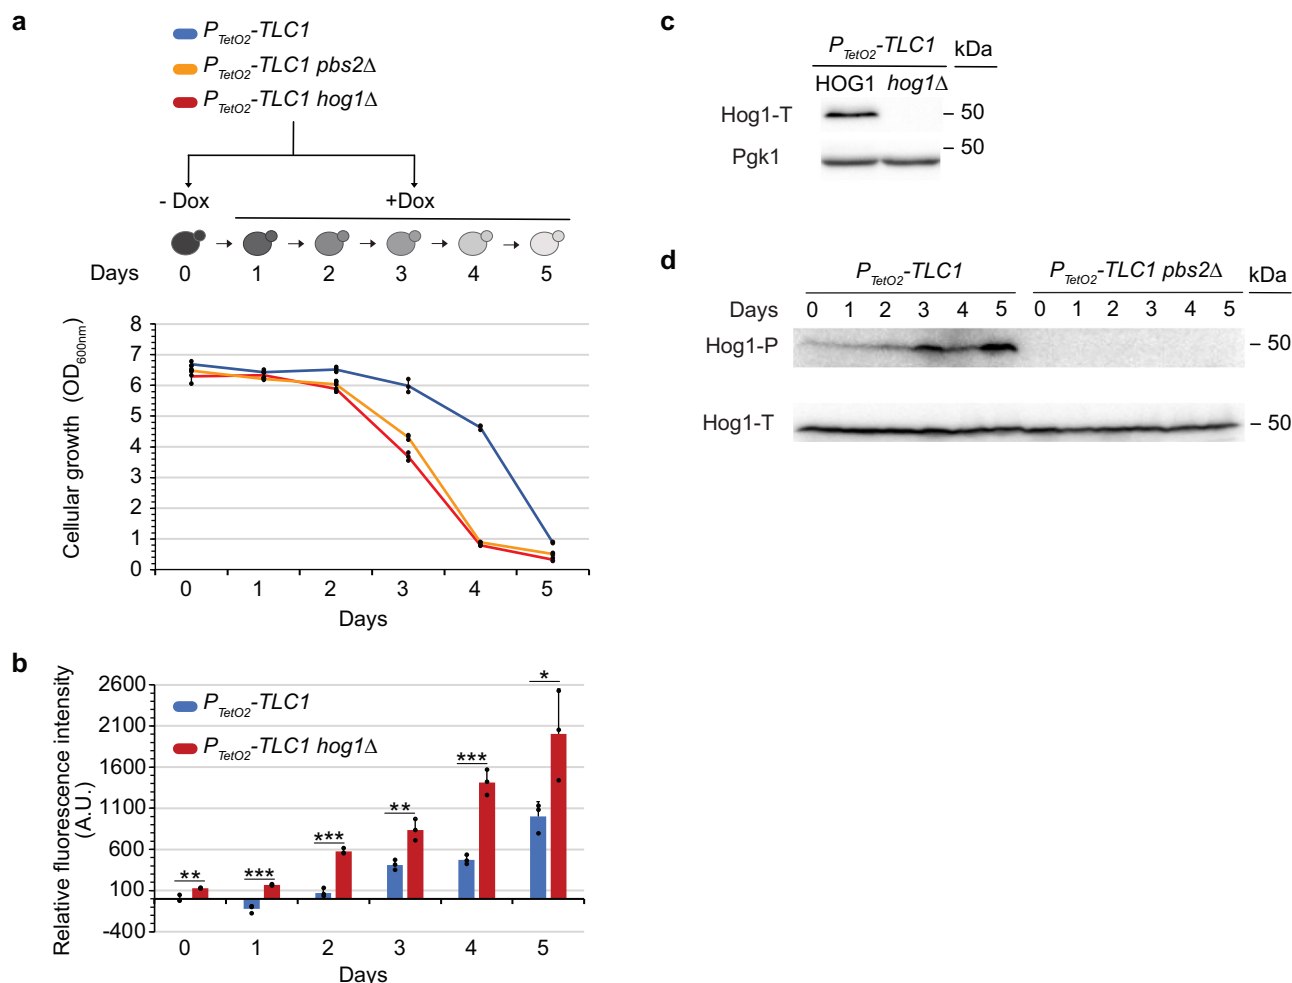 a
P_TetO2-TLC1
P_TetO2-TLC1 pbs2Δ
P_TetO2-TLC1 hog1Δ
- Dox
+Dox
Days 0 1 2 3 4 5
Cellular growth (OD600nm)
8
7
6
5
4
3
2
1
0
0 1 2 3 4 5
Days
b
Relative fluorescence intensity
(A.U.)
2600
2100
1600
1100
600
100
-400
P_TetO2-TLC1
P_TetO2-TLC1 hog1Δ
** *** *** ** *** *
0 1 2 3 4 5
Days
c
P_TetO2-TLC1 kDa
HOG1 hog1Δ
Hog1-T – 50
Pgk1 – 50
d
P_TetO2-TLC1 P_TetO2-TLC1 pbs2Δ kDa
Days 0 1 2 3 4 5 0 1 2 3 4 5
Hog1-P – 50
Hog1-T – 50